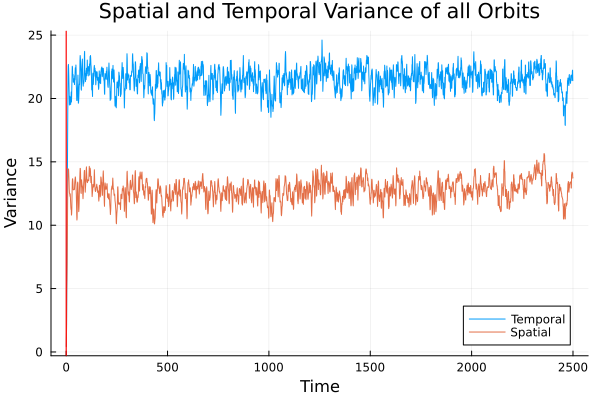 Spatial and Temporal Variance of all Orbits
25
20
15
10
5
0
Variance
0 500 1000 1500 2000 2500
Time
Temporal
Spatial